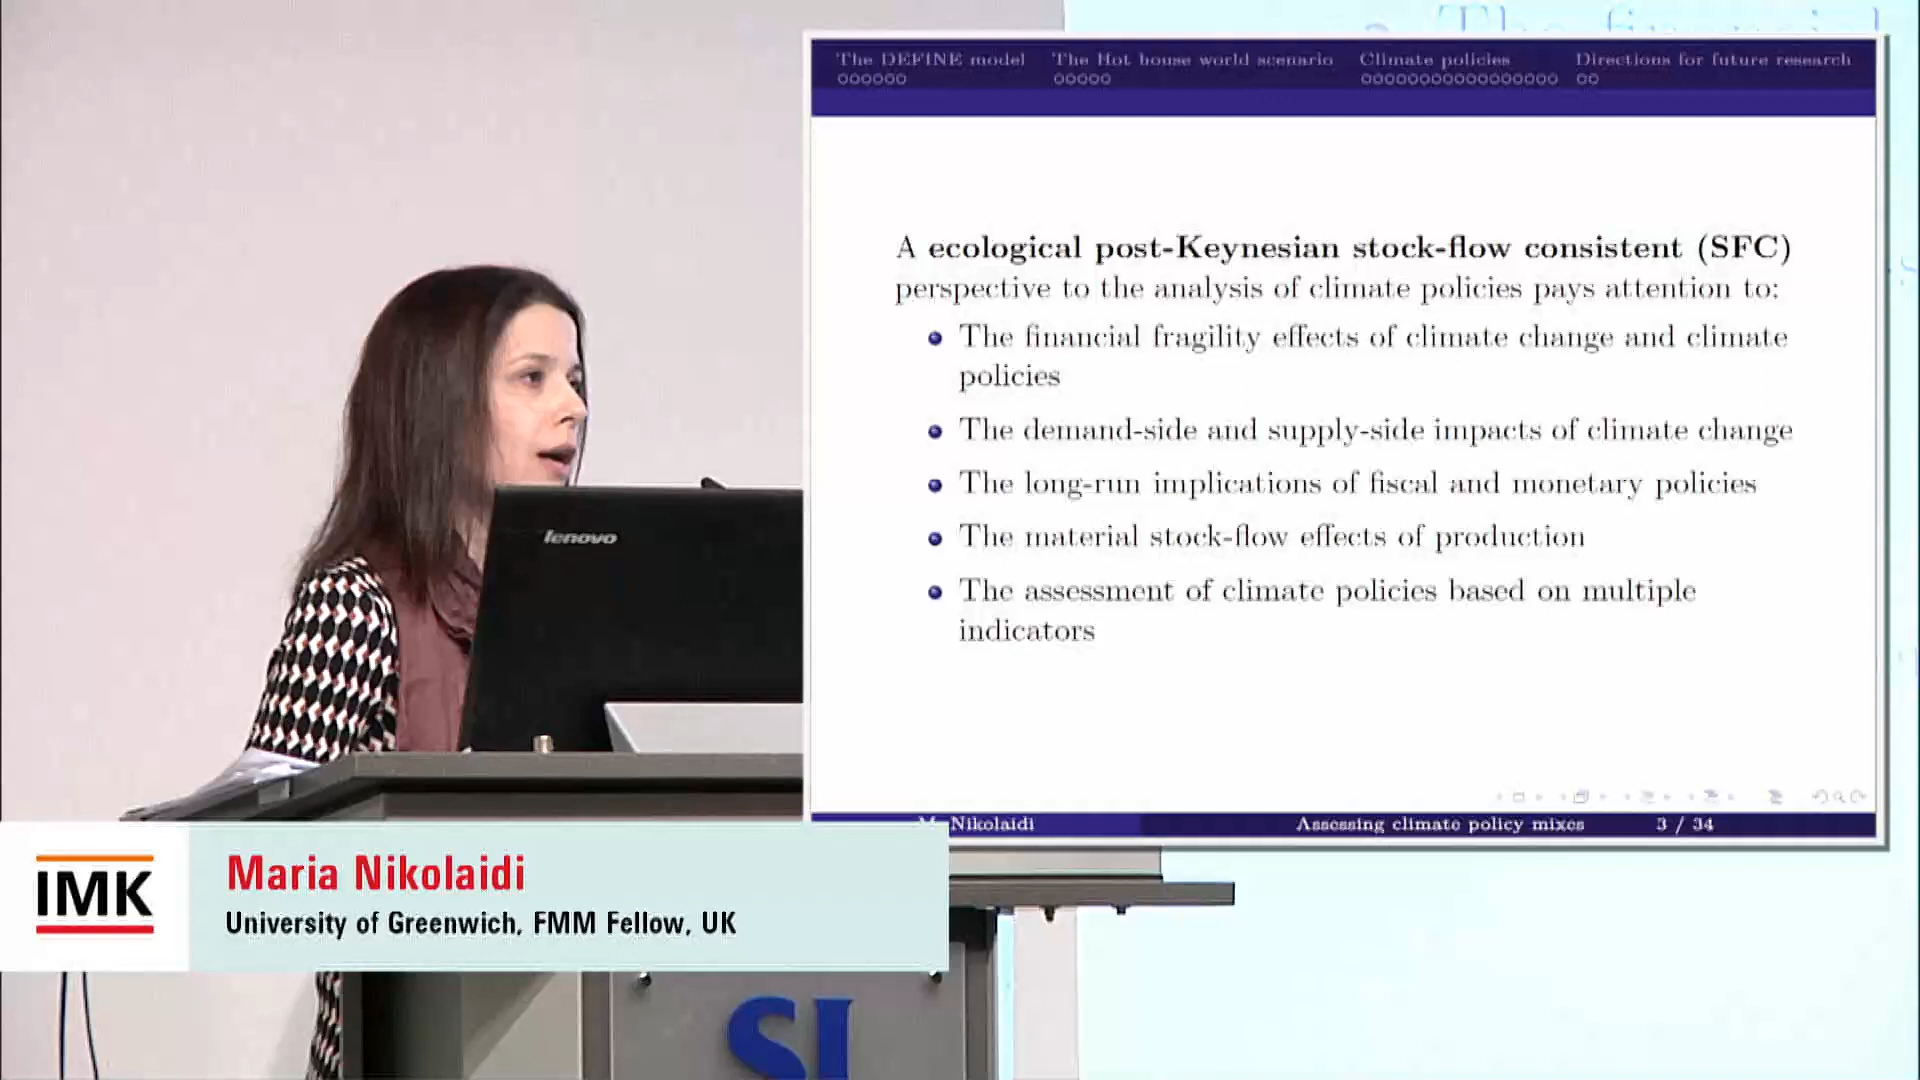 The financial
The DEFINE model The Hot house world scenario Climate policies Directions for future research
A ecological post-Keynesian stock-flow consistent (SFC)
perspective to the analysis of climate policies pays attention to:
The financial fragility effects of climate change and climate
policies
The demand-side and supply-side impacts of climate change
The long-run implications of fiscal and monetary policies
The material stock-flow effects of production
The assessment of climate policies based on multiple
indicators
M. Nikolaidi Assessing climate policy mixes 3 / 34
lenovo
IMK
Maria Nikolaidi
University of Greenwich, FMM Fellow, UK